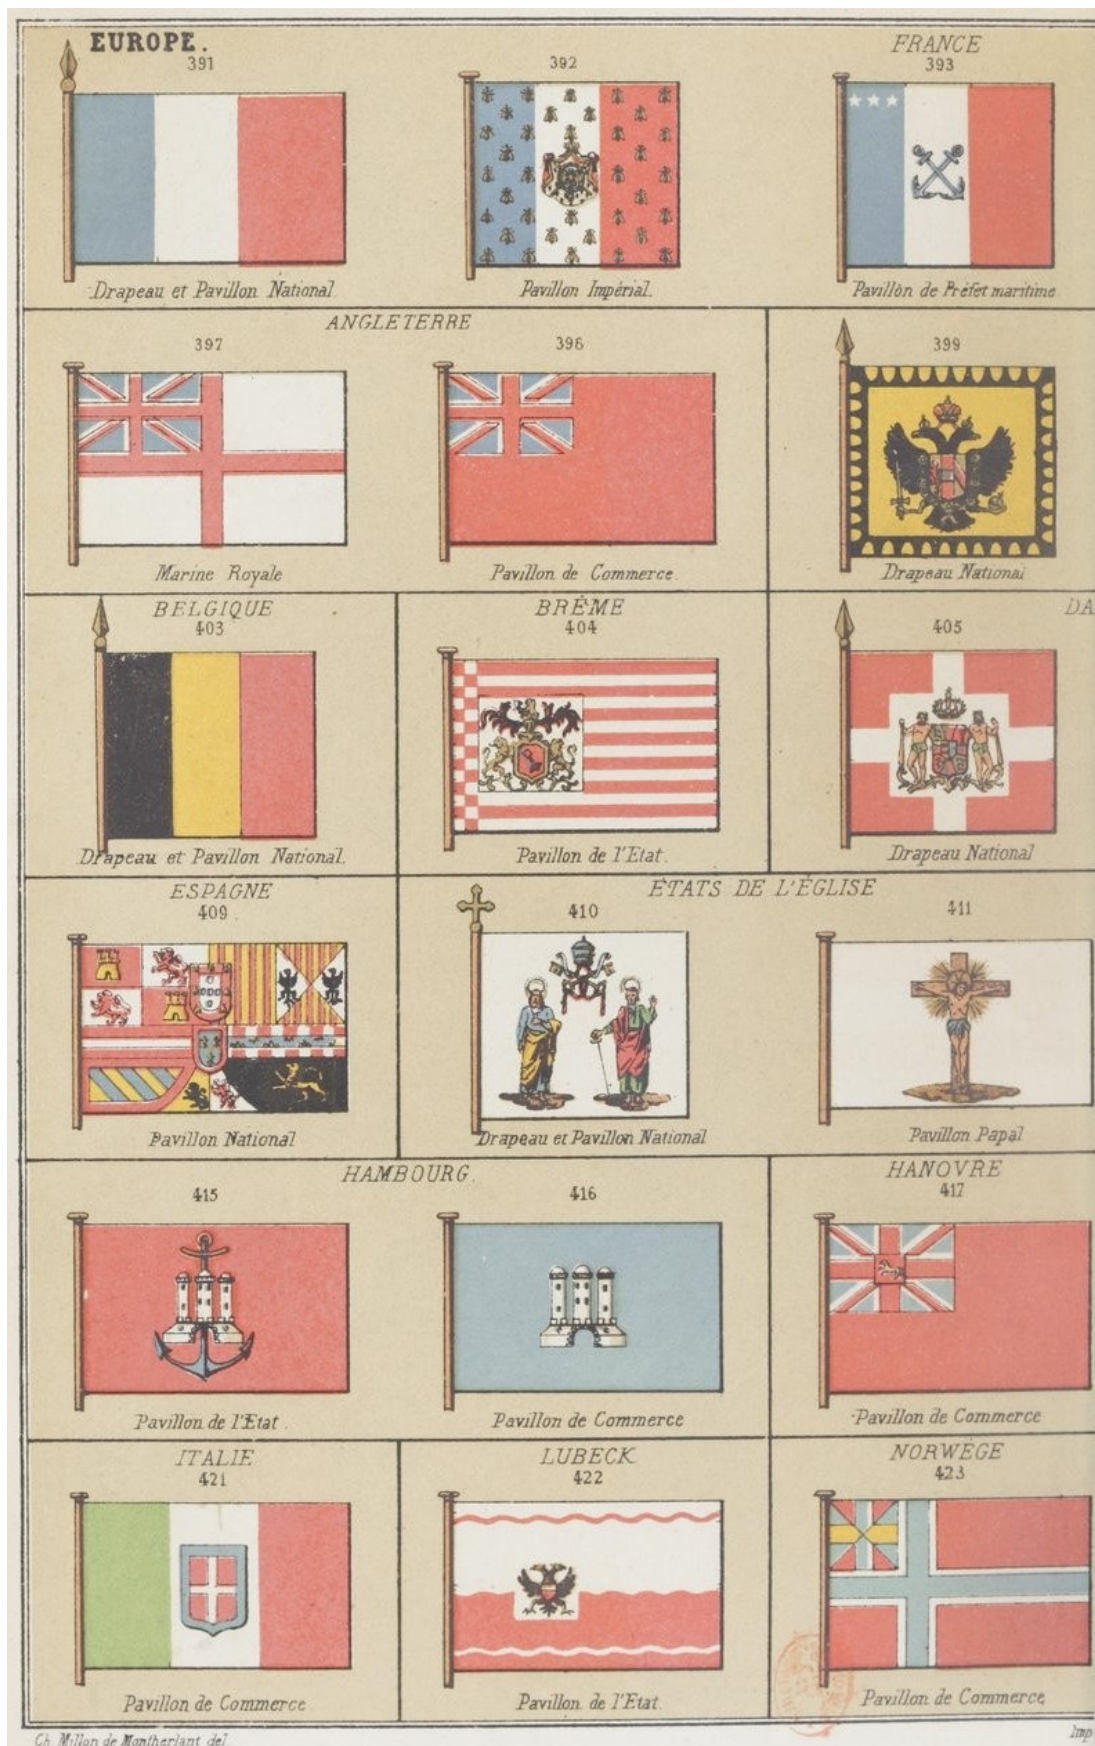 EUROPE.
FRANCE
391
392
393
Drapeau et Pavillon National
Pavillon Impérial.
Pavillon de Préfet maritime
ANGLETERRE
397
398
399
Marine Royale
Pavillon de Commerce
Drapeau National
BELGIQUE
403
BRÊME
404
DA
405
Drapeau et Pavillon National.
Pavillon de l'Etat.
Drapeau National
ESPAGNE
409
ÉTATS DE L'ÉGLISE
410
411
Pavillon National
Drapeau et Pavillon National
Pavillon Papal
HAMBOURG.
415
416
HANOVRE
417
Pavillon de l'Etat.
Pavillon de Commerce
Pavillon de Commerce
ITALIE
421
LUBECK
422
NORWÈGE
423
Pavillon de Commerce
Pavillon de l'Etat.
Pavillon de Commerce
Ch. Millon de Montherlant del.
Imp